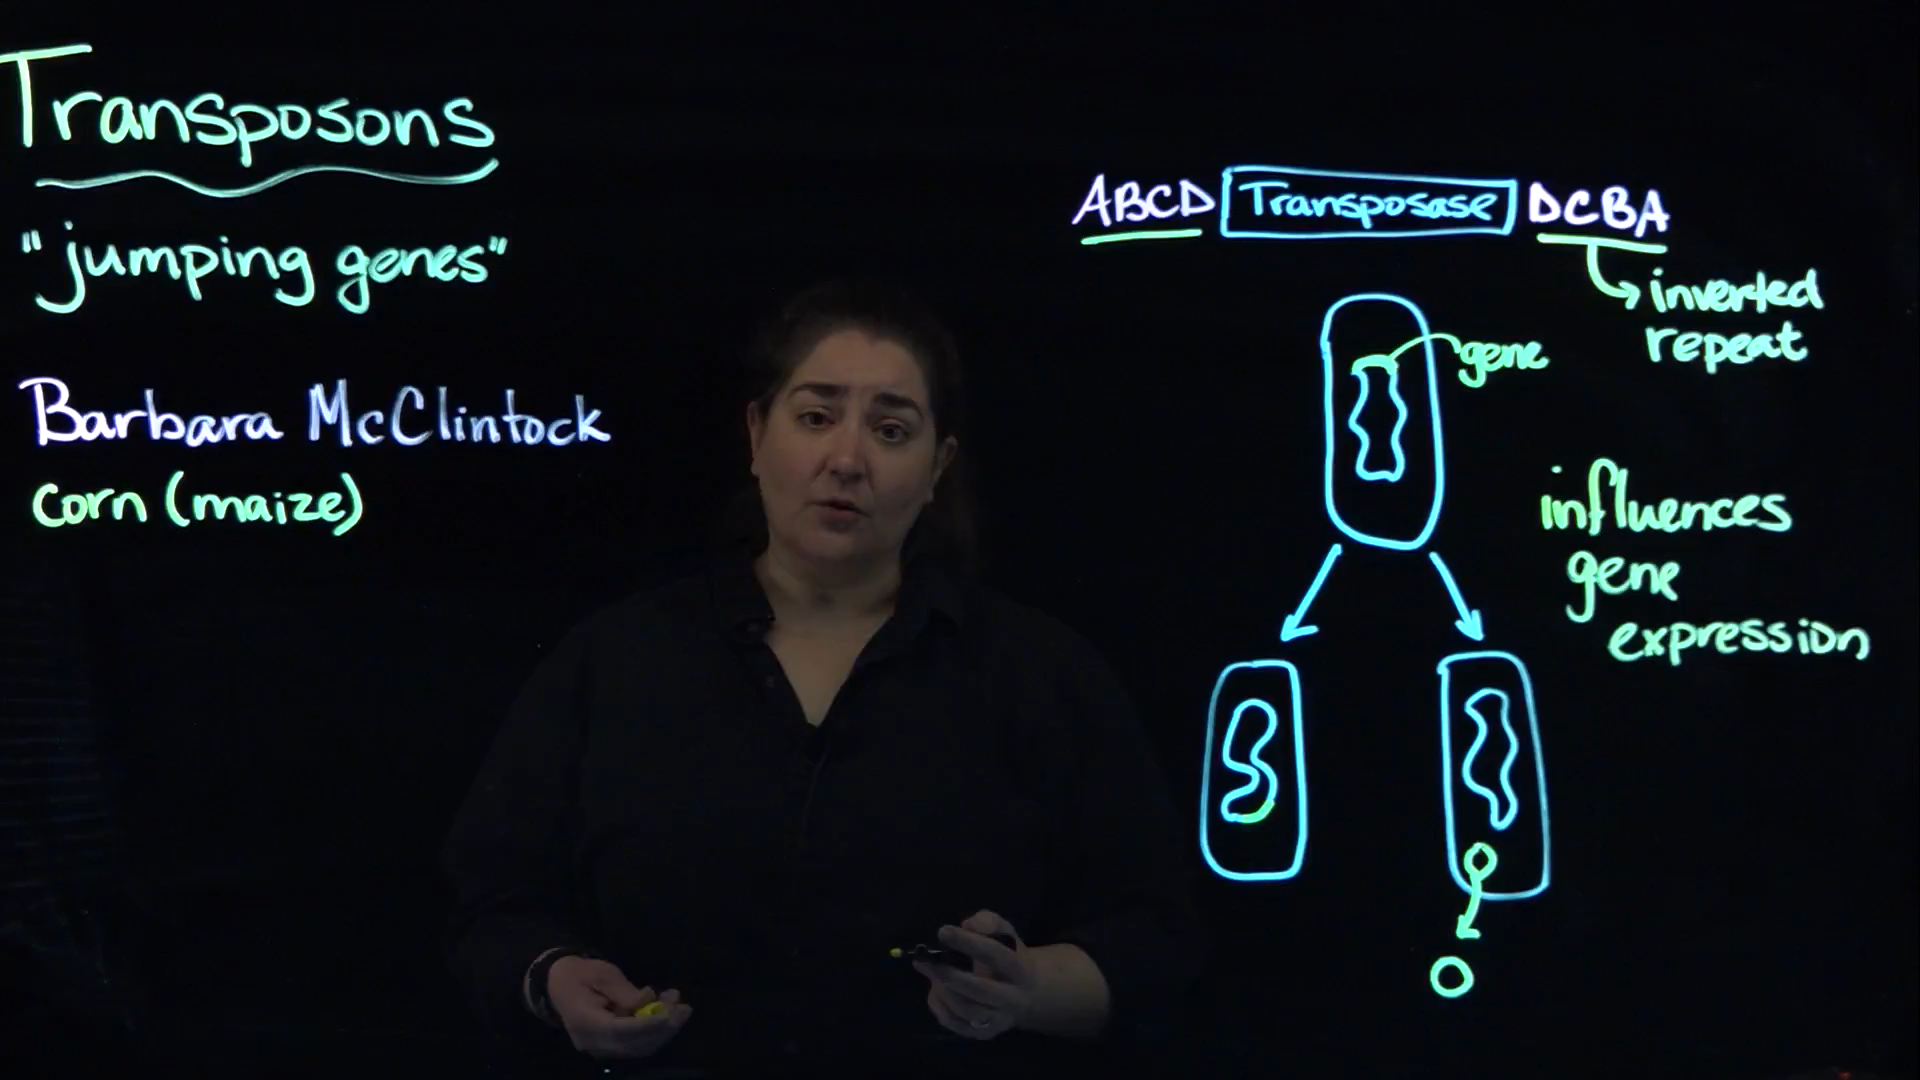 Transposons
"jumping genes"
Barbara McClintock
corn (maize)
ABCD Transposase DCBA
inverted
repeat
gene
influences
gene
expression